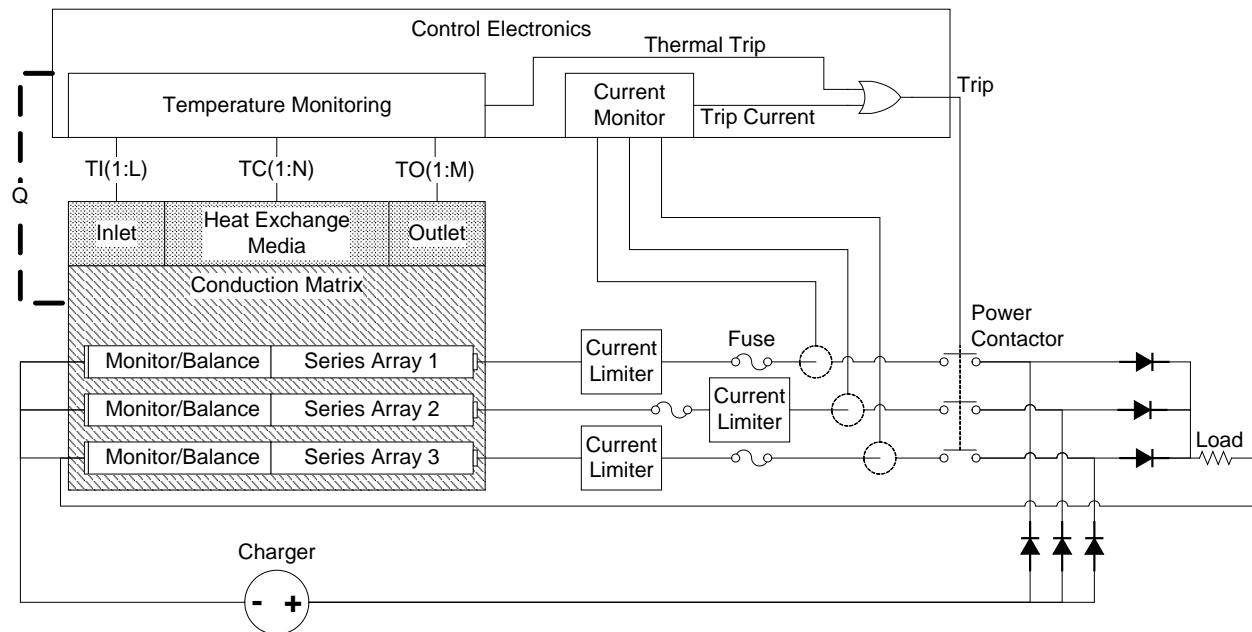 Control Electronics
Thermal Trip
Temperature Monitoring
Current
Monitor
Trip
Trip Current
TI(1:L)
TC(1:N)
TO(1:M)
Q
Inlet
Heat Exchange
Media
Outlet
Conduction Matrix
Power
Contactor
Fuse
Current
Limiter
Monitor/Balance
Series Array 1
Monitor/Balance
Series Array 2
Current
Limiter
Monitor/Balance
Series Array 3
Current
Limiter
Load
Charger
- +